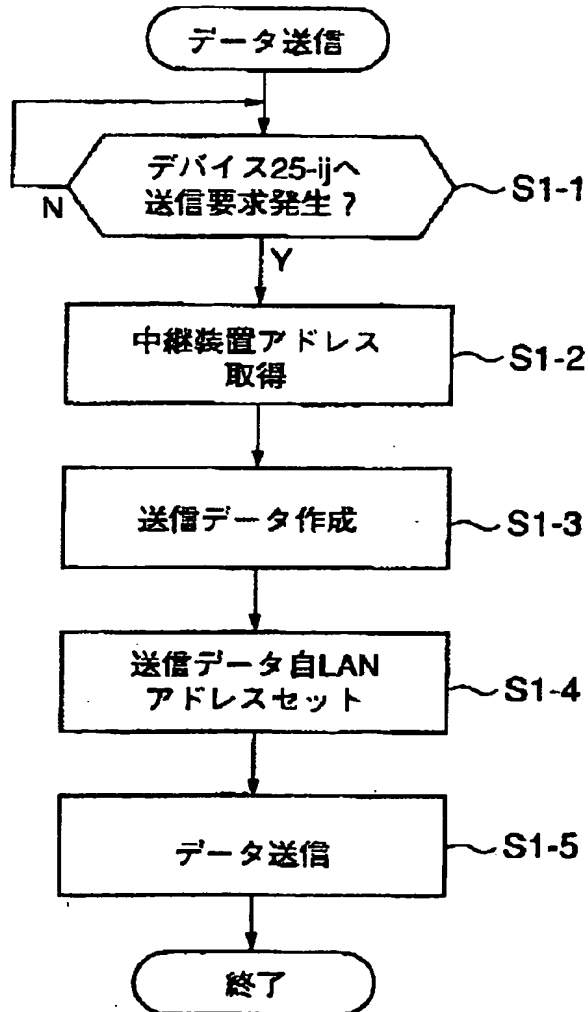 データ送信
デバイス25-ijへ
送信要求発生?
S1-1
N
Y
中継装置アドレス
取得
S1-2
送信データ作成
S1-3
送信データ自LAN
アドレスセット
S1-4
データ送信
S1-5
終了